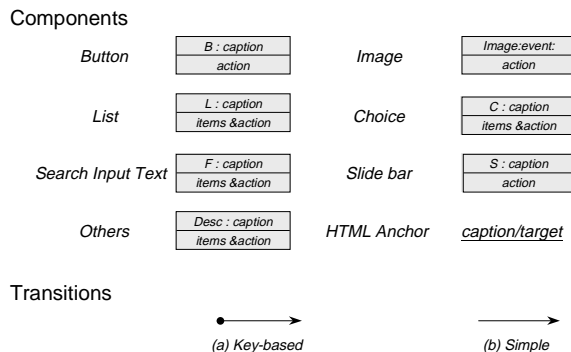 Components
Button
B : caption
action
Image
Image:event:
action
List
L : caption
items &action
Choice
C : caption
items &action
Search Input Text
F : caption
items &action
Slide bar
S : caption
action
Others
Desc : caption
items &action
HTML Anchor
caption/target
Transitions
(a) Key-based
(b) Simple